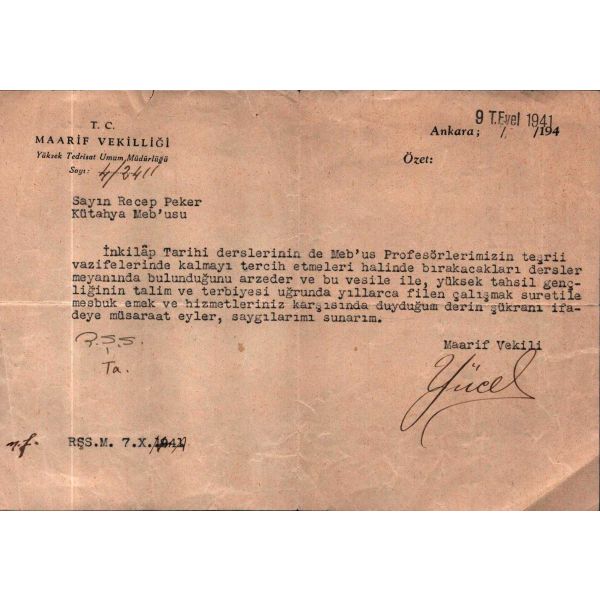 T. C.
MAARİF VEKİLLİĞİ
Yüksek Tedrisat Umum Müdürlüğü
Sayı: 4/2411
9 T.Evel 1941
Ankara; / /194
Özet:
Sayın Recep Peker
Kütahya Meb'usu
İnkilâp Tarihi derslerinin de Meb'us Profesörlerimizin teşrii
vazifelerinde kalmayı tercih etmeleri halinde bırakacakları dersler
meyanında bulunduğunu arzeder ve bu vesile ile, yüksek tahsil genç-
liğinin talim ve terbiyesi uğrunda yıllarca filen çalışmak suretile
mesbuk emek ve hizmetleriniz karşısında duyduğum derin şükranı ifa-
deye müsaraat eyler, saygılarımı sunarım.
Maarif Vekili
Yücel
R.Ş.S.
Ta.
RŞS.M. 7.X.1941